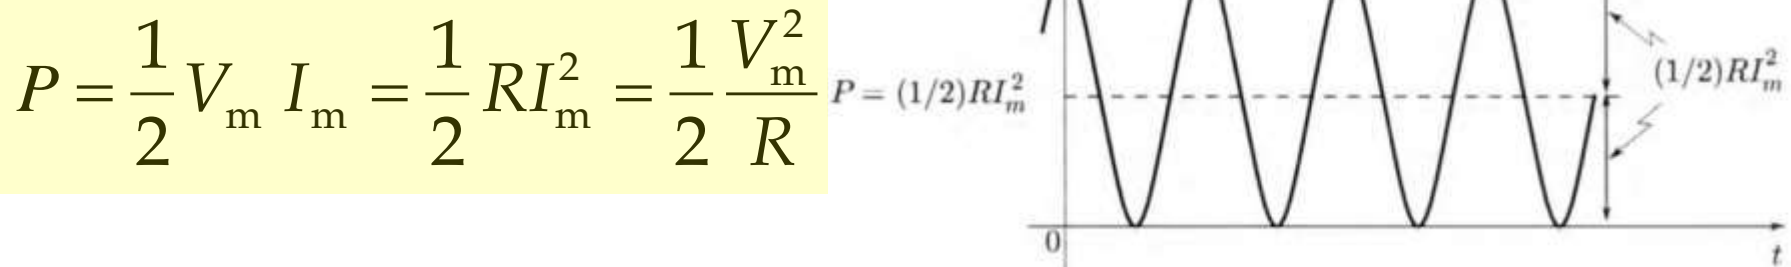 P = 1/2 V_m I_m = 1/2 RI_m^2 = 1/2 V_m^2/R
P = (1/2)RI_m^2
(1/2)RI_m^2
0
t